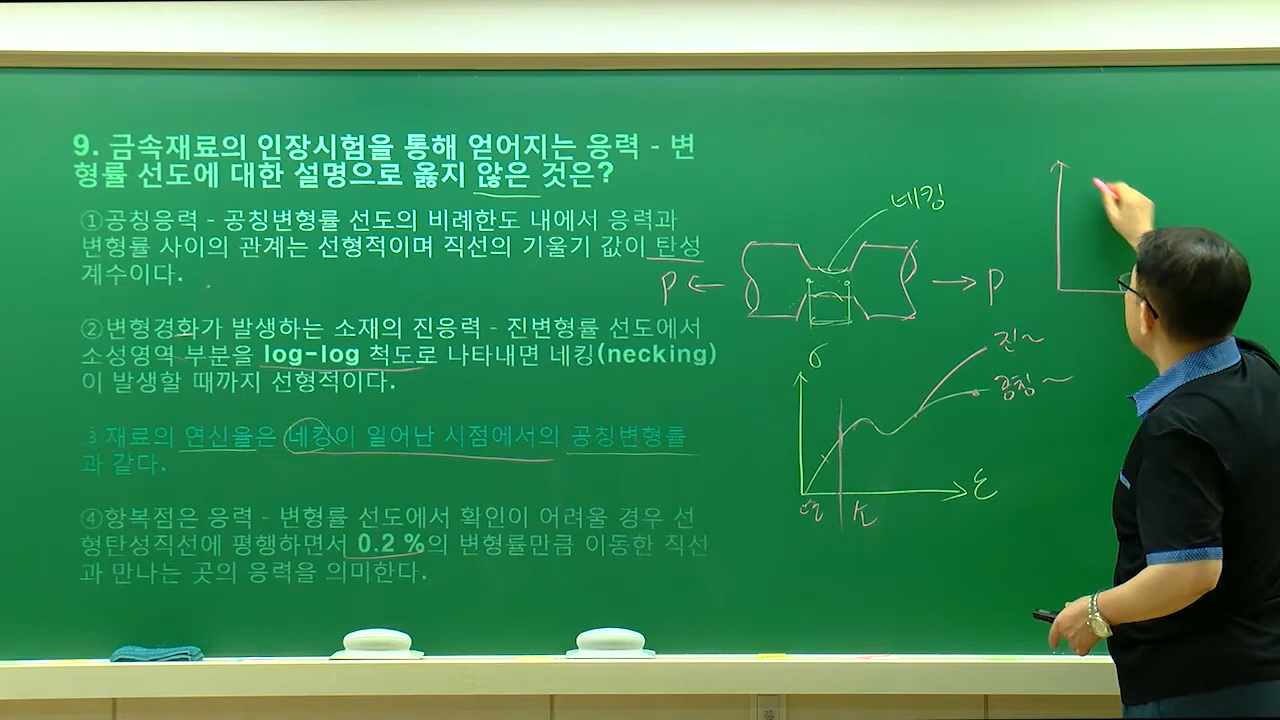 9. 금속재료의 인장시험을 통해 얻어지는 응력 - 변
형률 선도에 대한 설명으로 옳지 않은 것은?
①공칭응력 - 공칭변형률 선도의 비례한도 내에서 응력과
변형률 사이의 관계는 선형적이며 직선의 기울기 값이 탄성
계수이다.
②변형경화가 발생하는 소재의 진응력 - 진변형률 선도에서
소성영역 부분을 log-log 척도로 나타내면 네킹(necking)
이 발생할 때까지 선형적이다.
③재료의 연신율은 네킹이 일어난 시점에서의 공칭변형률
과 같다.
④항복점은 응력 - 변형률 선도에서 확인이 어려울 경우 선
형탄성직선에 평행하면서 0.2 %의 변형률만큼 이동한 직선
과 만나는 곳의 응력을 의미한다.
네킹
P
P
σ
진~
공칭~
ε